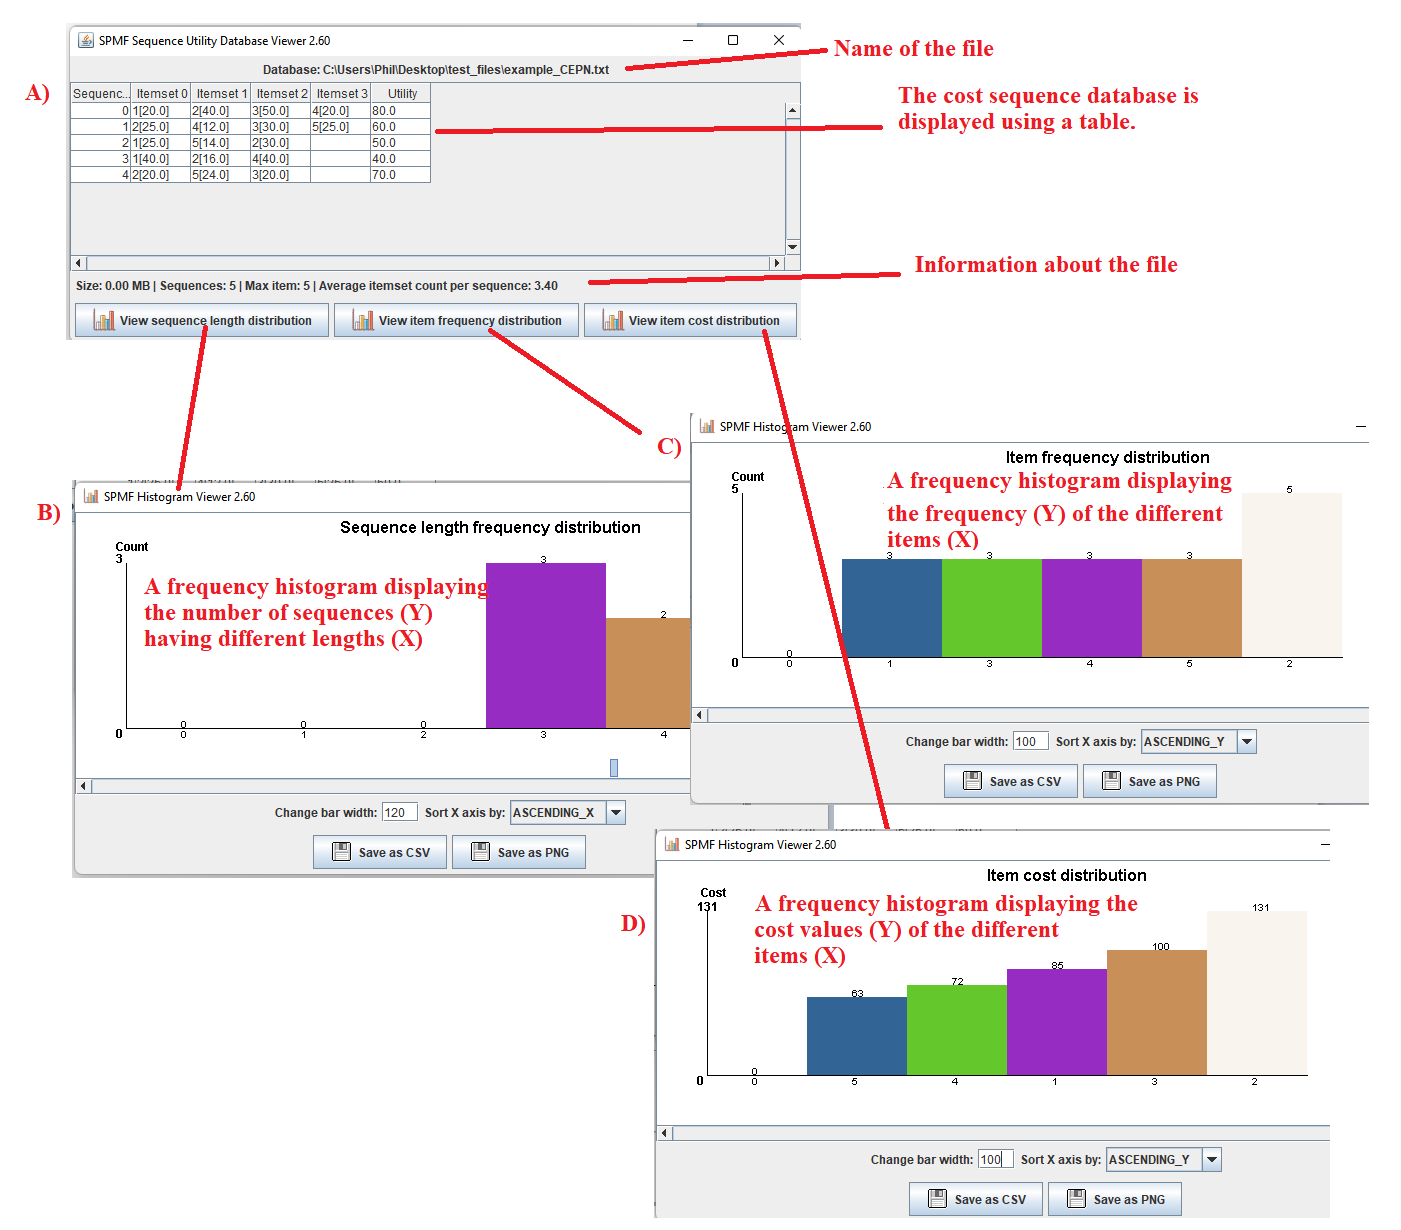 SPMF Sequence Utility Database Viewer 2.60
Name of the file
Database: C:\Users\Phil\Desktop\test_files\example_CEPN.txt
A)
Sequenc... Itemset 0 Itemset 1 Itemset 2 Itemset 3 Utility
0 1[20.0] 2[40.0] 3[50.0] 4[20.0] 80.0
1 2[25.0] 4[12.0] 3[30.0] 5[25.0] 60.0
2 1[25.0] 5[14.0] 2[30.0] 50.0
3 1[40.0] 2[16.0] 4[40.0] 40.0
4 2[20.0] 5[24.0] 3[20.0] 70.0
The cost sequence database is
displayed using a table.
Information about the file
Size: 0.00 MB | Sequences: 5 | Max item: 5 | Average itemset count per sequence: 3.40
View sequence length distribution View item frequency distribution View item cost distribution
B)
SPMF Histogram Viewer 2.60
Sequence length frequency distribution
Count
3
A frequency histogram displaying
the number of sequences (Y)
having different lengths (X)
0 0 0 3 2
0
0 1 2 3 4
Change bar width: 120 Sort X axis by: ASCENDING_X
Save as CSV Save as PNG
C)
SPMF Histogram Viewer 2.60
Item frequency distribution
Count
5
A frequency histogram displaying
the frequency (Y) of the different
items (X)
0 3 3 3 3 5
0
0 1 3 4 5 2
Change bar width: 100 Sort X axis by: ASCENDING_Y
Save as CSV Save as PNG
D)
SPMF Histogram Viewer 2.60
Item cost distribution
Cost
131
A frequency histogram displaying the
cost values (Y) of the different
items (X)
0 63 72 85 100 131
0
0 5 4 1 3 2
Change bar width: 100 Sort X axis by: ASCENDING_Y
Save as CSV Save as PNG